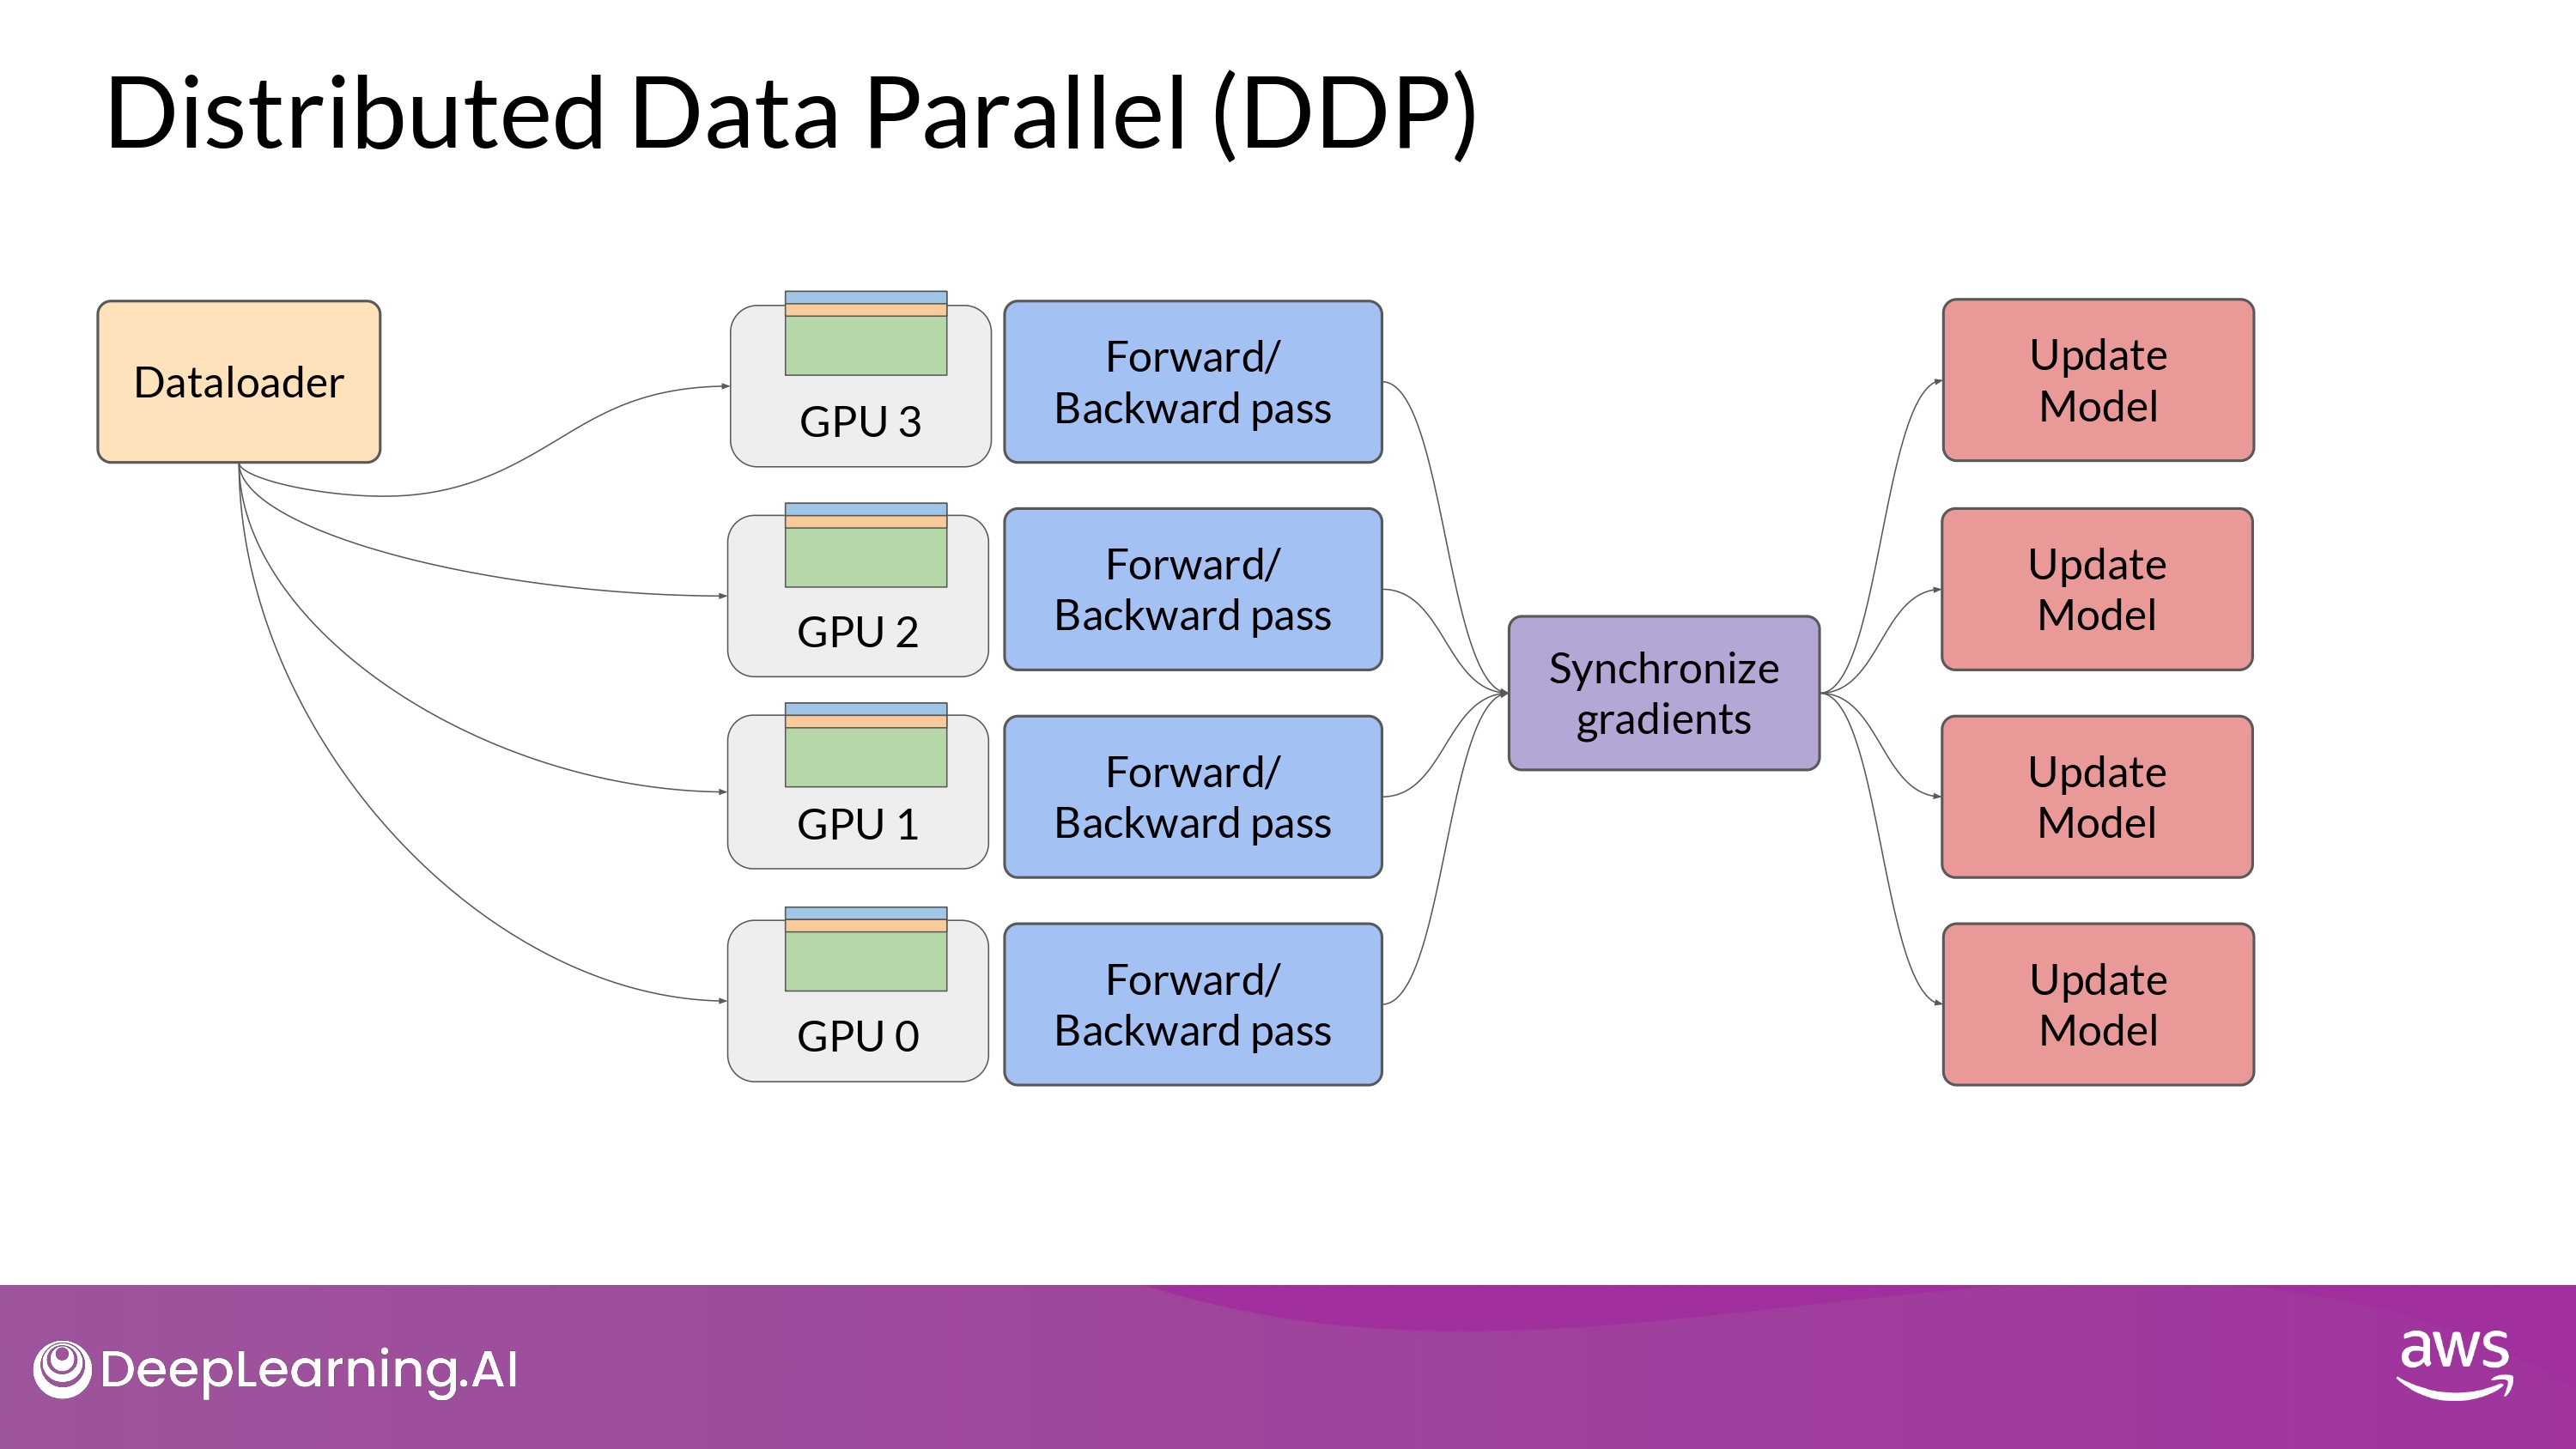 Distributed Data Parallel (DDP)
Dataloader
GPU 3
Forward/
Backward pass
Update
Model
GPU 2
Forward/
Backward pass
Update
Model
Synchronize
gradients
GPU 1
Forward/
Backward pass
Update
Model
GPU 0
Forward/
Backward pass
Update
Model
DeepLearning.AI
aws